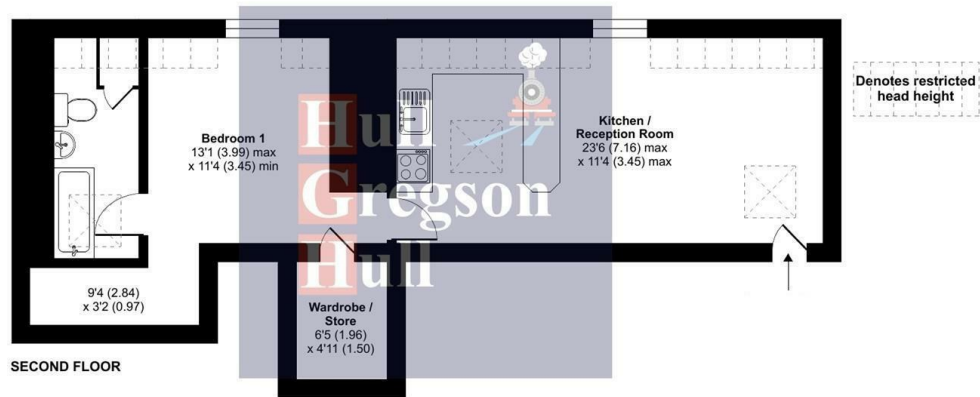 Denotes restricted
head height
Bedroom 1
13'1 (3.99) max
x 11'4 (3.45) min
Kitchen /
Reception Room
23'6 (7.16) max
x 11'4 (3.45) max
Hull
Gregson
Hull
9'4 (2.84)
x 3'2 (0.97)
Wardrobe /
Store
6'5 (1.96)
x 4'11 (1.50)
SECOND FLOOR